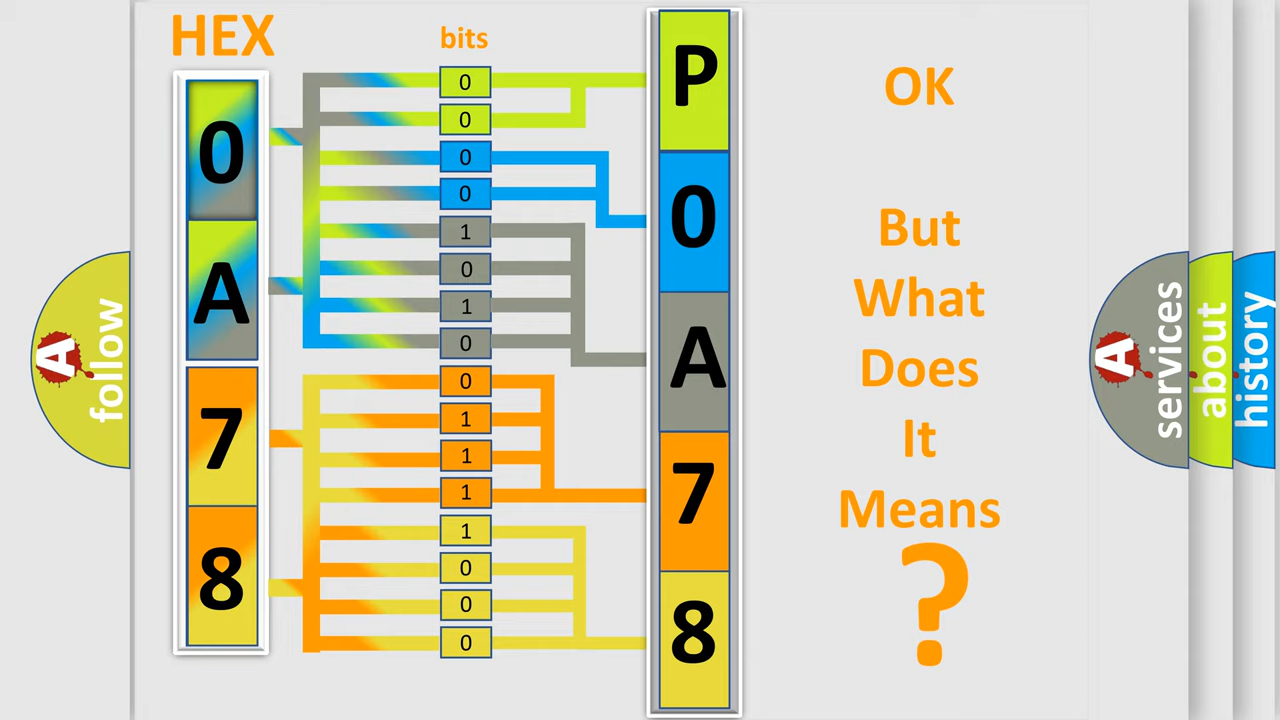 HEX
bits
0
A
7
8
0
0
0
0
1
0
1
0
0
1
1
1
1
0
0
0
P
0
A
7
8
OK
But
What
Does
It
Means
?
A
follow
A
services
about
history